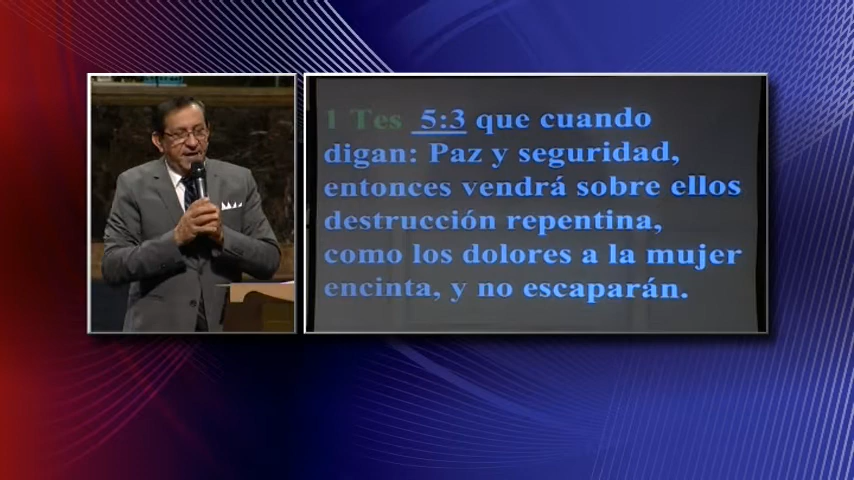 1 Tes 5:3 que cuando
digan: Paz y seguridad,
entonces vendrá sobre ellos
destrucción repentina,
como los dolores a la mujer
encinta, y no escaparán.